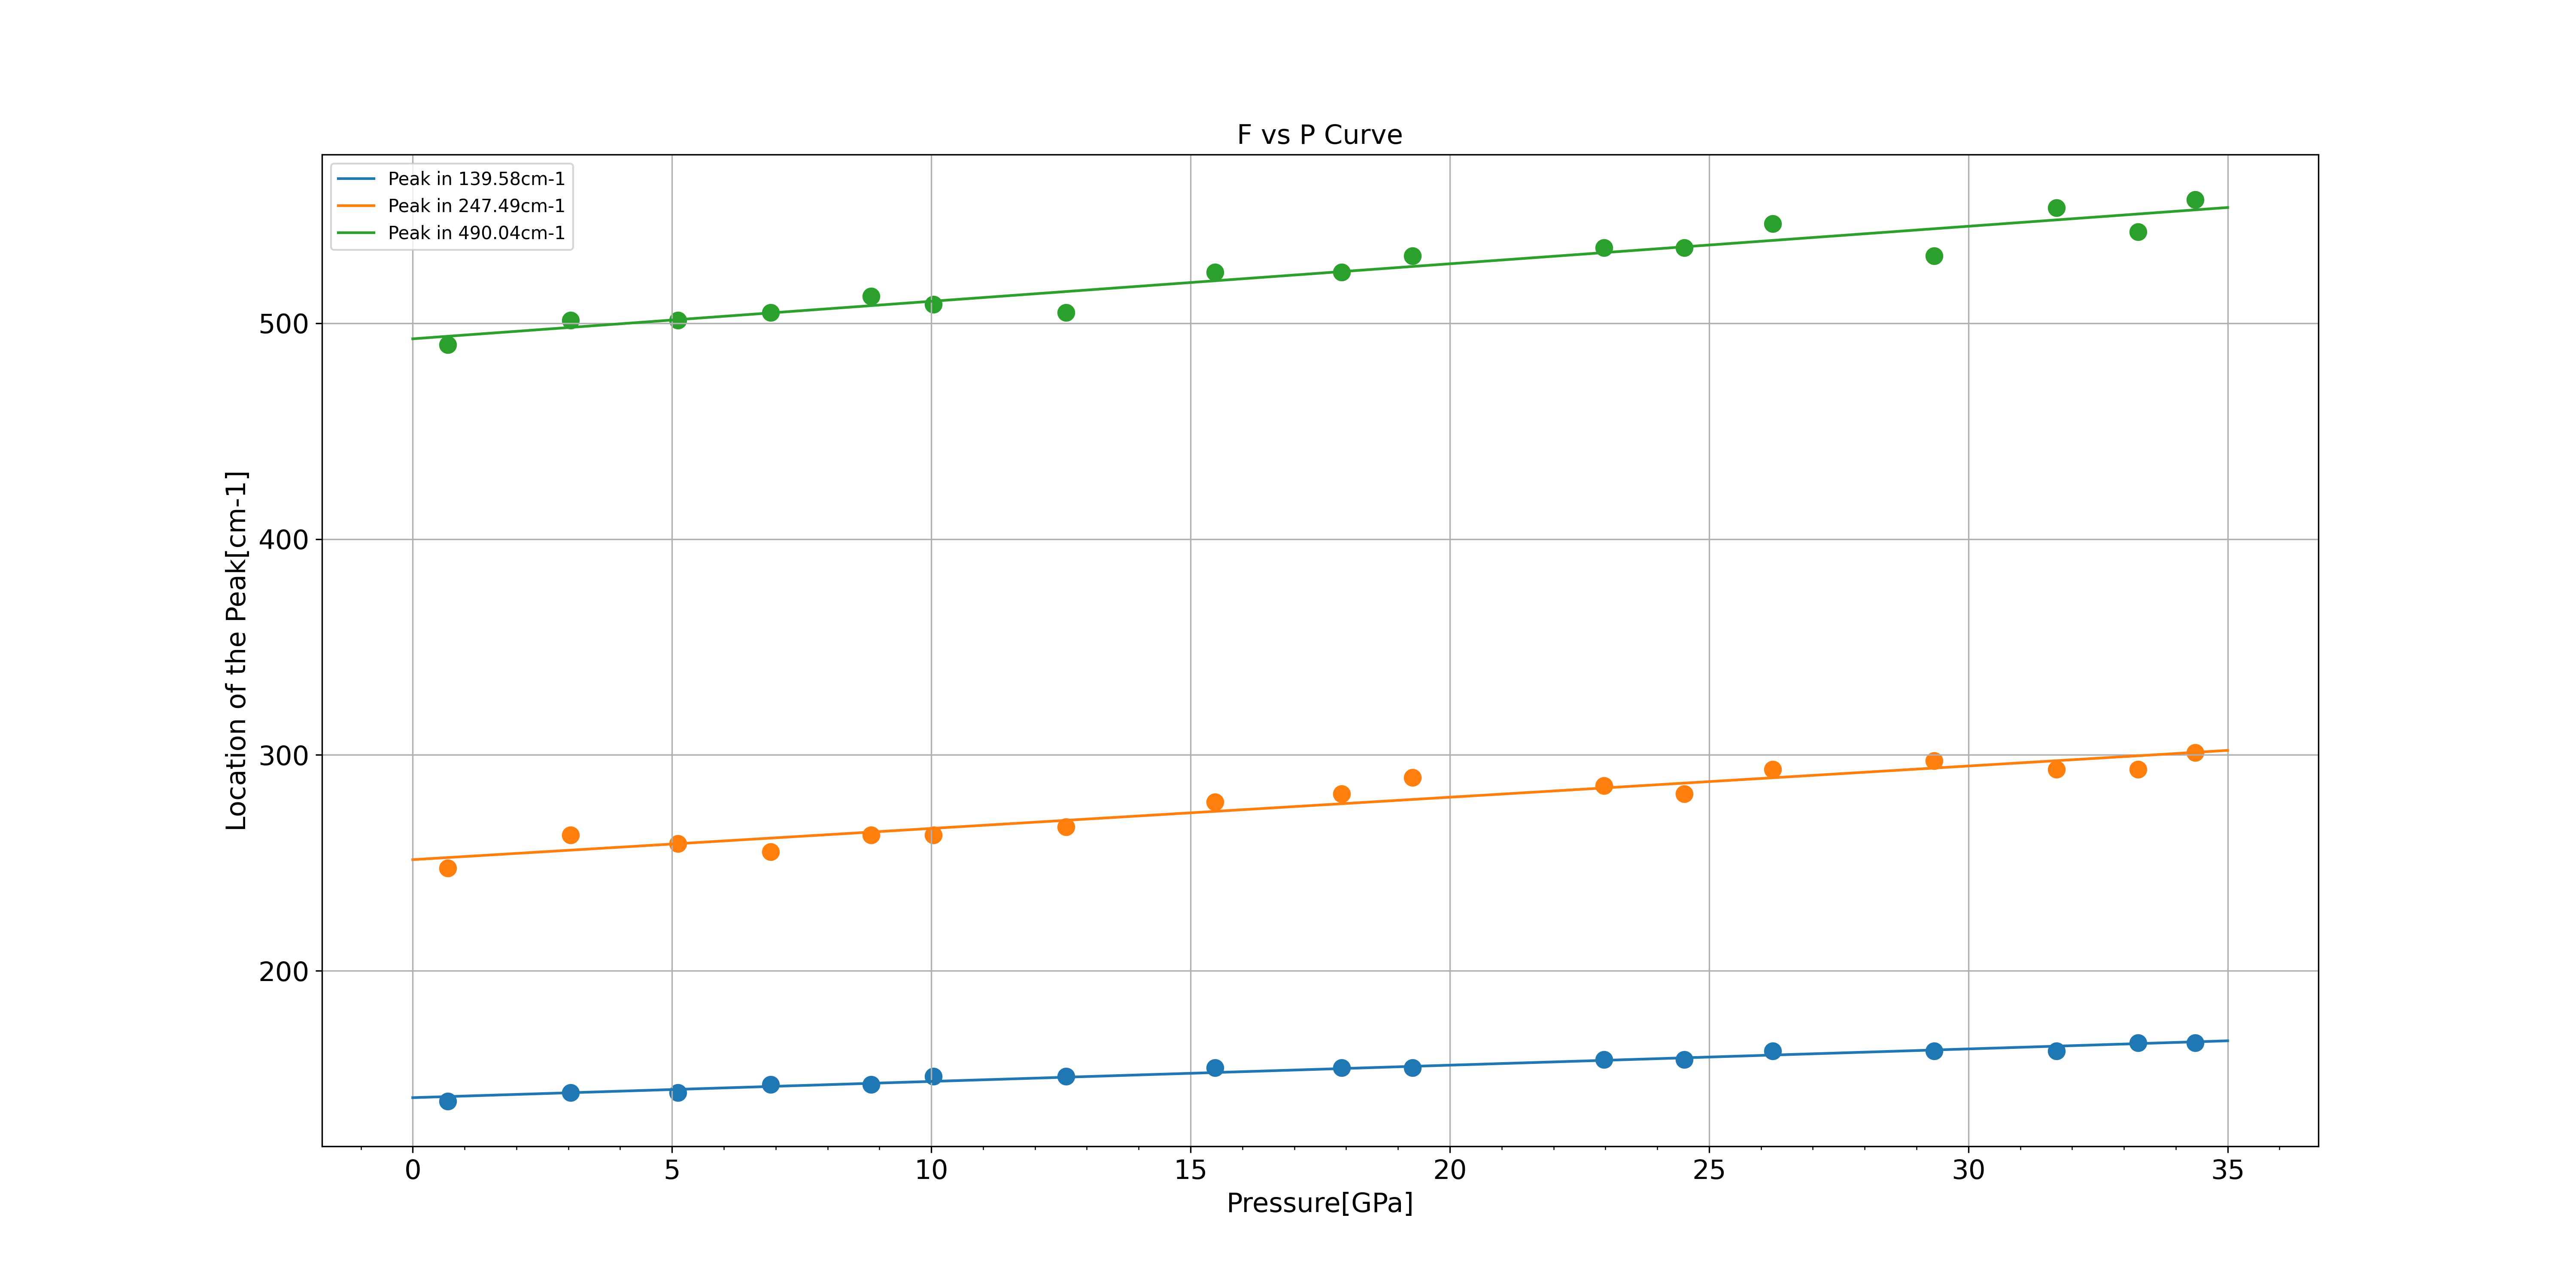 F vs P Curve
Peak in 139.58cm-1
Peak in 247.49cm-1
Peak in 490.04cm-1
Location of the Peak[cm-1]
500
400
300
200
0 5 10 15 20 25 30 35
Pressure[GPa]